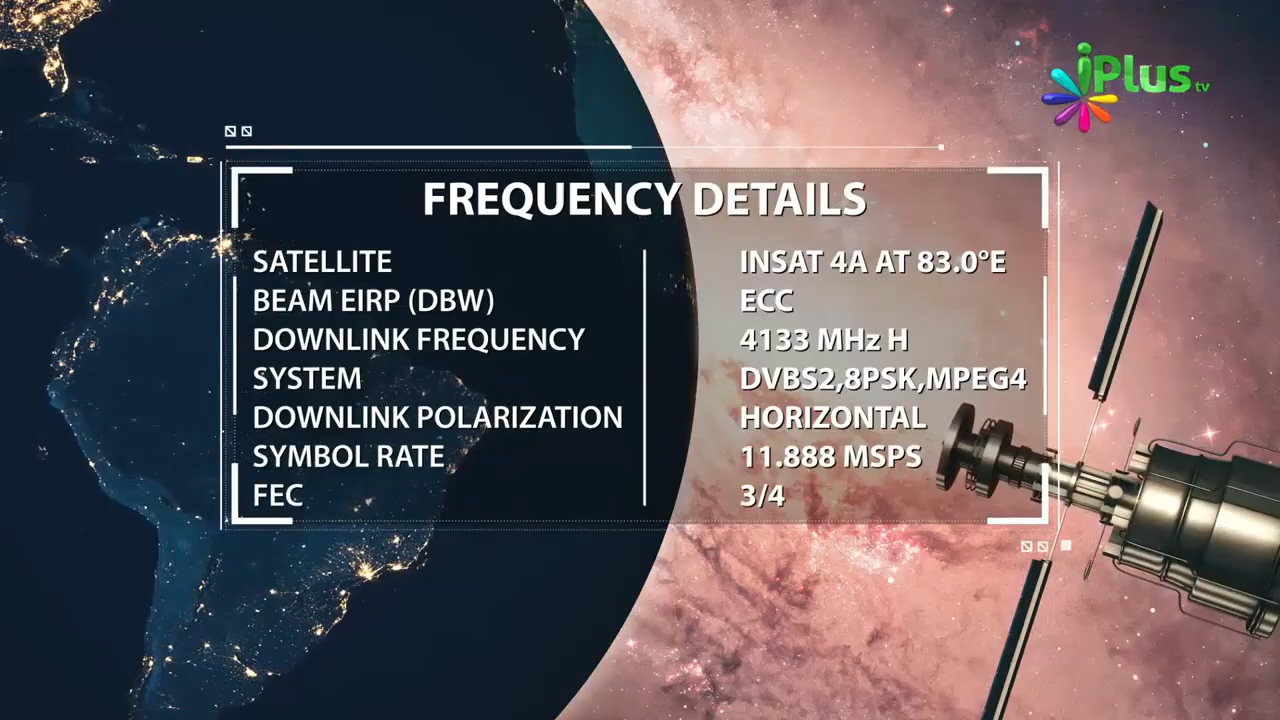 iPlus tv
FREQUENCY DETAILS
SATELLITE INSAT 4A AT 83.0°E
BEAM EIRP (DBW) ECC
DOWNLINK FREQUENCY 4133 MHz H
SYSTEM DVBS2,8PSK,MPEG4
DOWNLINK POLARIZATION HORIZONTAL
SYMBOL RATE 11.888 MSPS
FEC 3/4